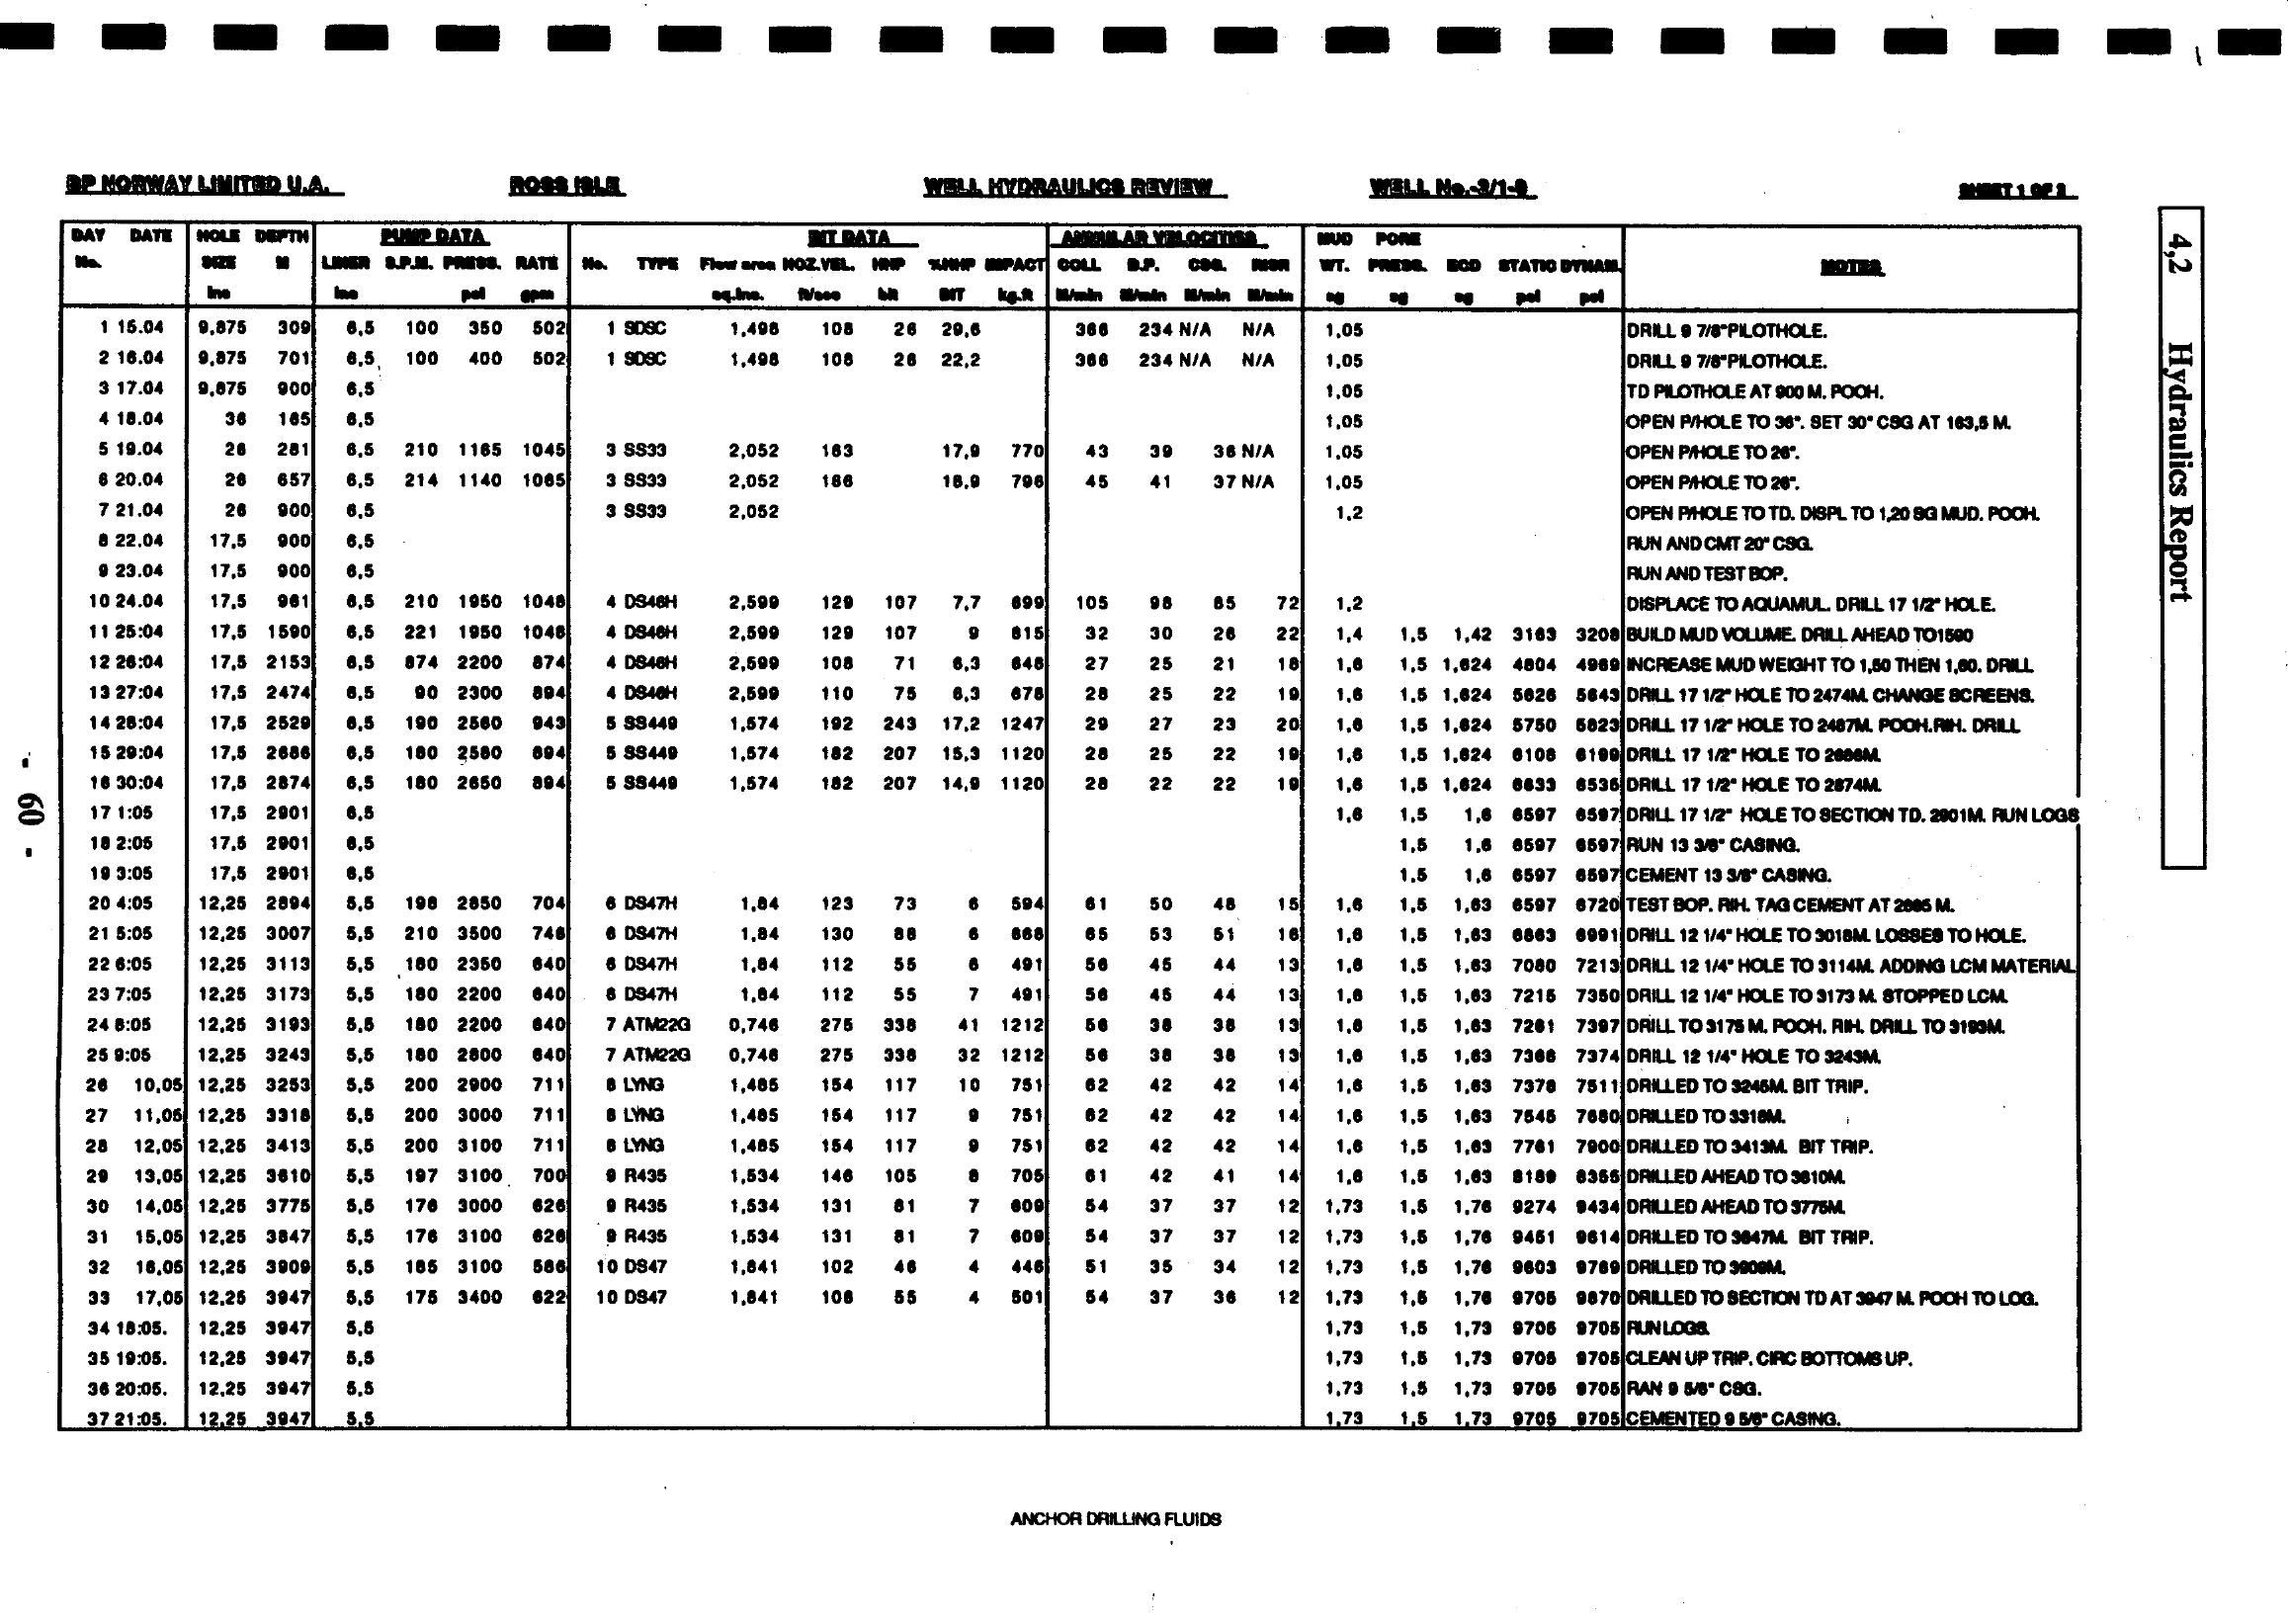 BP NORWAY LIMITED U.A. ROSS ISLE WELL HYDRAULICS REVIEW WELL No.-3/1-9 SHEET 1 OF 2
DAY DATE HOLE DEPTH PUMP DATA BIT DATA ANNULAR VELOCITIES MUD PORE
No. SIZE M LINER S.P.M. PRESS. RATE No. TYPE Flow area NOZ.VEL. HHP %HHP IMPACT COLL D.P. CSG. RISR WT. PRESS. ECD STATIC DYNAM. NOTES
ins ins psi gpm sq.ins. ft/sec bit BIT kg.ft M/min M/min M/min M/min sg sg sg psi psi
1 15.04 9,875 309 6,5 100 350 502 1 SDSC 1,498 108 26 29,6 366 234 N/A N/A 1,05 DRILL 9 7/8" PILOTHOLE.
2 16.04 9,875 701 6,5 100 400 502 1 SDSC 1,498 108 26 22,2 366 234 N/A N/A 1,05 DRILL 9 7/8" PILOTHOLE.
3 17.04 9,875 900 6,5 1,05 TD PILOTHOLE AT 900 M. POOH.
4 18.04 36 165 6,5 1,05 OPEN P/HOLE TO 36". SET 30" CSG AT 163,5 M.
5 19.04 26 281 6,5 210 1165 1045 3 SS33 2,052 163 17,9 770 43 39 36 N/A 1,05 OPEN P/HOLE TO 26".
6 20.04 26 657 6,5 214 1140 1065 3 SS33 2,052 166 18,9 796 45 41 37 N/A 1,05 OPEN P/HOLE TO 26".
7 21.04 26 900 6,5 3 SS33 2,052 1,2 OPEN P/HOLE TO TD. DISPL TO 1,20 SG MUD. POOH.
8 22.04 17,5 900 6,5 RUN AND CMT 20" CSG.
9 23.04 17,5 900 6,5 RUN AND TEST BOP.
10 24.04 17,5 961 6,5 210 1950 1048 4 DS46H 2,599 129 107 7,7 699 105 98 85 72 1,2 DISPLACE TO AQUAMUL. DRILL 17 1/2" HOLE.
11 25:04 17,5 1590 6,5 221 1950 1048 4 DS46H 2,599 129 107 9 815 32 30 26 22 1,4 1,5 1,42 3163 3208 BUILD MUD VOLUME. DRILL AHEAD TO1590
12 26:04 17,5 2153 6,5 874 2200 874 4 DS46H 2,599 108 71 6,3 648 27 25 21 18 1,6 1,5 1,624 4804 4969 INCREASE MUD WEIGHT TO 1,50 THEN 1,60. DRILL
13 27:04 17,5 2474 6,5 90 2300 894 4 DS46H 2,599 110 75 6,3 678 28 25 22 19 1,6 1,5 1,624 5626 5643 DRILL 17 1/2" HOLE TO 2474M. CHANGE SCREENS.
14 28:04 17,5 2529 6,5 190 2560 943 5 SS449 1,574 192 243 17,2 1247 29 27 23 20 1,6 1,5 1,624 5750 5823 DRILL 17 1/2" HOLE TO 2487M. POOH.RIH. DRILL
15 29:04 17,5 2686 6,5 180 2580 894 5 SS449 1,574 182 207 15,3 1120 28 25 22 19 1,6 1,5 1,624 6108 6199 DRILL 17 1/2" HOLE TO 2686M.
16 30:04 17,5 2874 6,5 180 2650 894 5 SS449 1,574 182 207 14,9 1120 28 22 22 19 1,6 1,5 1,624 6633 6535 DRILL 17 1/2" HOLE TO 2874M.
17 1:05 17,5 2901 6,5 1,6 1,5 1,6 6597 6597 DRILL 17 1/2" HOLE TO SECTION TD. 2901M. RUN LOGS
18 2:05 17,5 2901 6,5 1,5 1,6 6597 6597 RUN 13 3/8" CASING.
19 3:05 17,5 2901 6,5 1,5 1,6 6597 6597 CEMENT 13 3/8" CASING.
20 4:05 12,25 2894 5,5 198 2850 704 6 DS47H 1,84 123 73 6 594 61 50 48 15 1,6 1,5 1,63 6597 6720 TEST BOP. RIH. TAG CEMENT AT 2865 M.
21 5:05 12,25 3007 5,5 210 3500 746 6 DS47H 1,84 130 86 6 668 65 53 51 16 1,6 1,5 1,63 6863 6991 DRILL 12 1/4" HOLE TO 3018M. LOSSES TO HOLE.
22 6:05 12,25 3113 5,5 180 2350 640 6 DS47H 1,84 112 55 6 491 56 45 44 13 1,6 1,5 1,63 7080 7213 DRILL 12 1/4" HOLE TO 3114M. ADDING LCM MATERIAL
23 7:05 12,25 3173 5,5 180 2200 640 6 DS47H 1,84 112 55 7 491 56 45 44 13 1,6 1,5 1,63 7215 7350 DRILL 12 1/4" HOLE TO 3173 M. STOPPED LCM.
24 8:05 12,25 3193 5,5 180 2200 640 7 ATM22G 0,746 275 338 41 1212 56 38 38 13 1,6 1,5 1,63 7261 7397 DRILL TO 3175 M. POOH. RIH. DRILL TO 3193M.
25 9:05 12,25 3243 5,5 180 2800 640 7 ATM22G 0,746 275 338 32 1212 56 38 38 13 1,6 1,5 1,63 7366 7374 DRILL 12 1/4" HOLE TO 3243M.
26 10,05 12,25 3253 5,5 200 2900 711 8 LYNG 1,485 154 117 10 751 62 42 42 14 1,6 1,5 1,63 7378 7511 DRILLED TO 3245M. BIT TRIP.
27 11,05 12,25 3318 5,5 200 3000 711 8 LYNG 1,485 154 117 9 751 62 42 42 14 1,6 1,5 1,63 7545 7680 DRILLED TO 3318M.
28 12,05 12,25 3413 5,5 200 3100 711 8 LYNG 1,485 154 117 9 751 62 42 42 14 1,6 1,5 1,63 7761 7900 DRILLED TO 3413M. BIT TRIP.
29 13,05 12,25 3610 5,5 197 3100 700 9 R435 1,534 146 105 8 705 61 42 41 14 1,6 1,5 1,63 8189 8355 DRILLED AHEAD TO 3610M.
30 14,05 12,25 3775 5,5 176 3000 626 9 R435 1,534 131 81 7 609 54 37 37 12 1,73 1,5 1,76 9274 9434 DRILLED AHEAD TO 3775M.
31 15,05 12,25 3847 5,5 176 3100 626 9 R435 1,534 131 81 7 609 54 37 37 12 1,73 1,5 1,76 9451 9614 DRILLED TO 3847M. BIT TRIP.
32 16,05 12,25 3909 5,5 165 3100 586 10 DS47 1,841 102 46 4 446 51 35 34 12 1,73 1,5 1,76 9603 9769 DRILLED TO 3909M.
33 17,05 12,25 3947 5,5 175 3400 622 10 DS47 1,841 108 55 4 501 54 37 36 12 1,73 1,5 1,76 9705 9870 DRILLED TO SECTION TD AT 3947 M. POOH TO LOG.
34 18:05. 12,25 3947 5,5 1,73 1,5 1,73 9705 9705 RUN LOGS.
35 19:05. 12,25 3947 5,5 1,73 1,5 1,73 9705 9705 CLEAN UP TRIP. CIRC BOTTOMS UP.
36 20:05. 12,25 3947 5,5 1,73 1,5 1,73 9705 9705 RAN 9 5/8" CSG.
37 21:05. 12,25 3947 5,5 1,73 1,5 1,73 9705 9705 CEMENTED 9 5/8" CASING.
4,2 Hydraulics Report
- 60 -
ANCHOR DRILLING FLUIDS